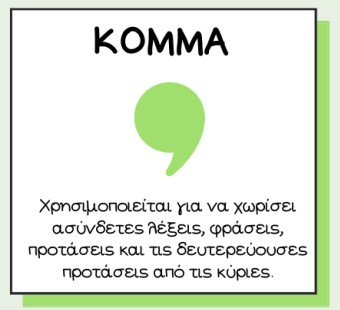 ΚΟΜΜΑ
Χρησιμοποιείται για να χωρίσει
ασύνδετες λέξεις, φράσεις,
προτάσεις και τις δευτερεύουσες
προτάσεις από τις κύριες.